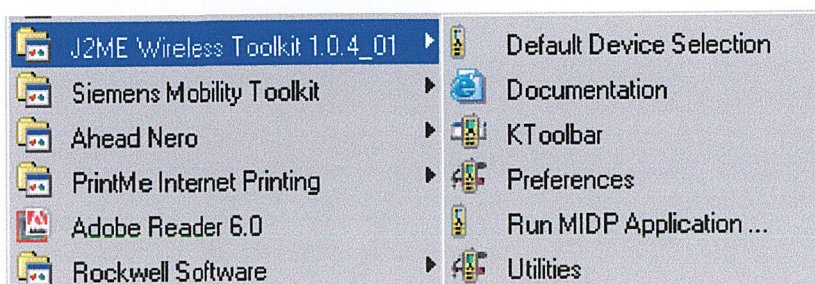 J2ME Wireless Toolkit 1.0.4_01
Siemens Mobility Toolkit
Ahead Nero
PrintMe Internet Printing
Adobe Reader 6.0
Rockwell Software
Default Device Selection
Documentation
KToolbar
Preferences
Run MIDP Application ...
Utilities